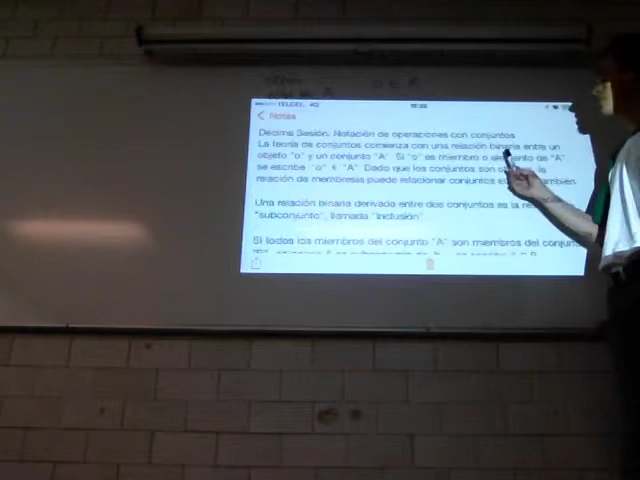 TELCEL 4G
Notas
Décima Sesión. Notación de operaciones con conjuntos
La teoría de conjuntos comienza con una relación binaria entre un
objeto "o" y un conjunto "A". Si "o" es miembro o elemento de "A"
se escribe "o" ∈ "A". Dado que los conjuntos son
relación de membresía puede relacionar conjuntos también
Una relación binaria derivada entre dos conjuntos es la
"subconjunto", llamada "inclusión"
Si todos los miembros del conjunto "A" son miembros del